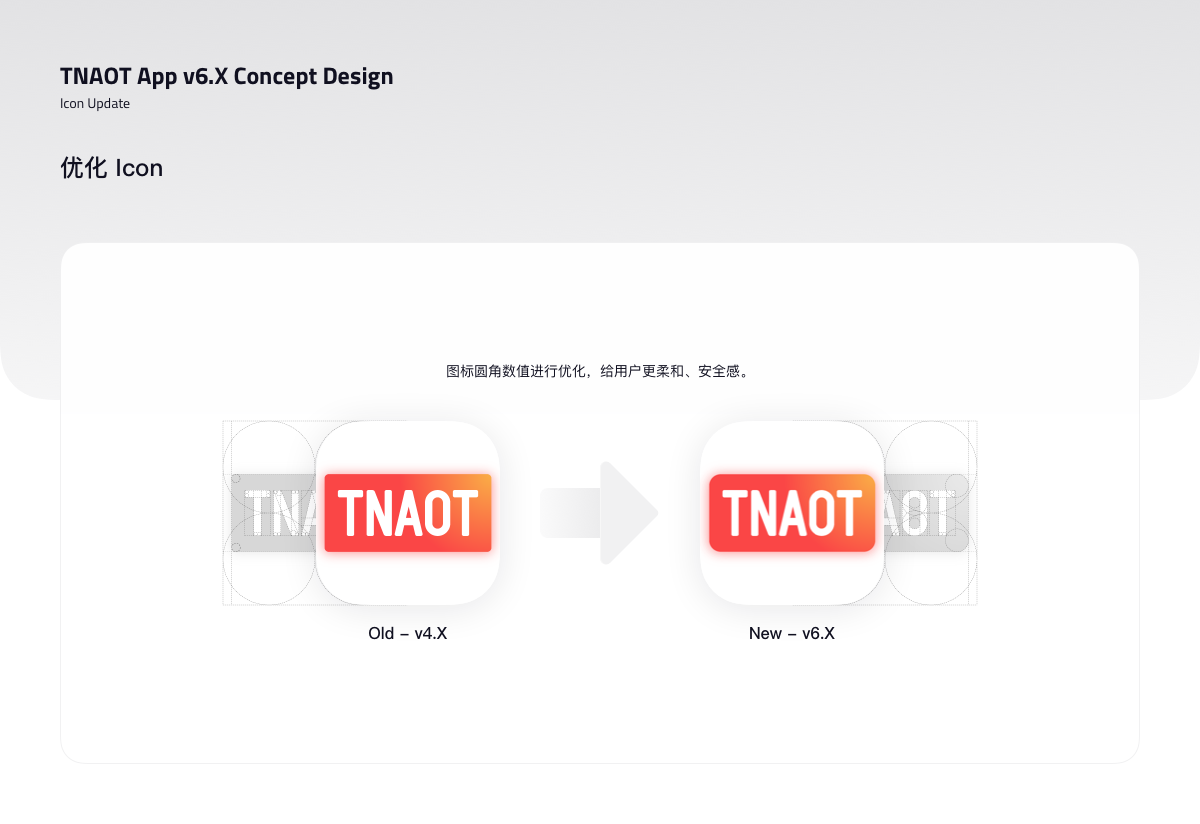 TNAOT App v6.X Concept Design
Icon Update
优化 Icon
图标圆角数值进行优化，给用户更柔和、安全感。
TNA
TNAOT
TNAOT
AOT
Old – v4.X
New – v6.X